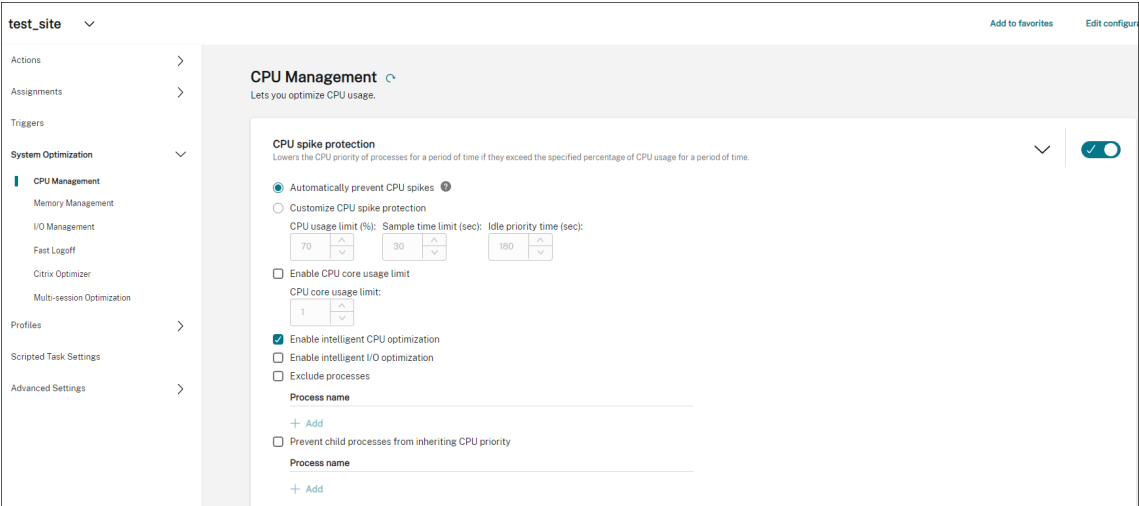 test_site
Add to favorites
Actions
Assignments
Triggers
System Optimization
CPU Management
Memory Management
I/O Management
Fast Logoff
Citrix Optimizer
Multi-session Optimization
Profiles
Scripted Task Settings
Advanced Settings
CPU Management
Lets you optimize CPU usage.
CPU spike protection
Lowers the CPU priority of processes for a period of time if they exceed the specified percentage of CPU usage for a period of time.
Automatically prevent CPU spikes ?
Customize CPU spike protection
CPU usage limit (%): Sample time limit (sec): Idle priority time (sec):
70 30 180
Enable CPU core usage limit
CPU core usage limit:
1
Enable intelligent CPU optimization
Enable intelligent I/O optimization
Exclude processes
Process name
+ Add
Prevent child processes from inheriting CPU priority
Process name
+ Add